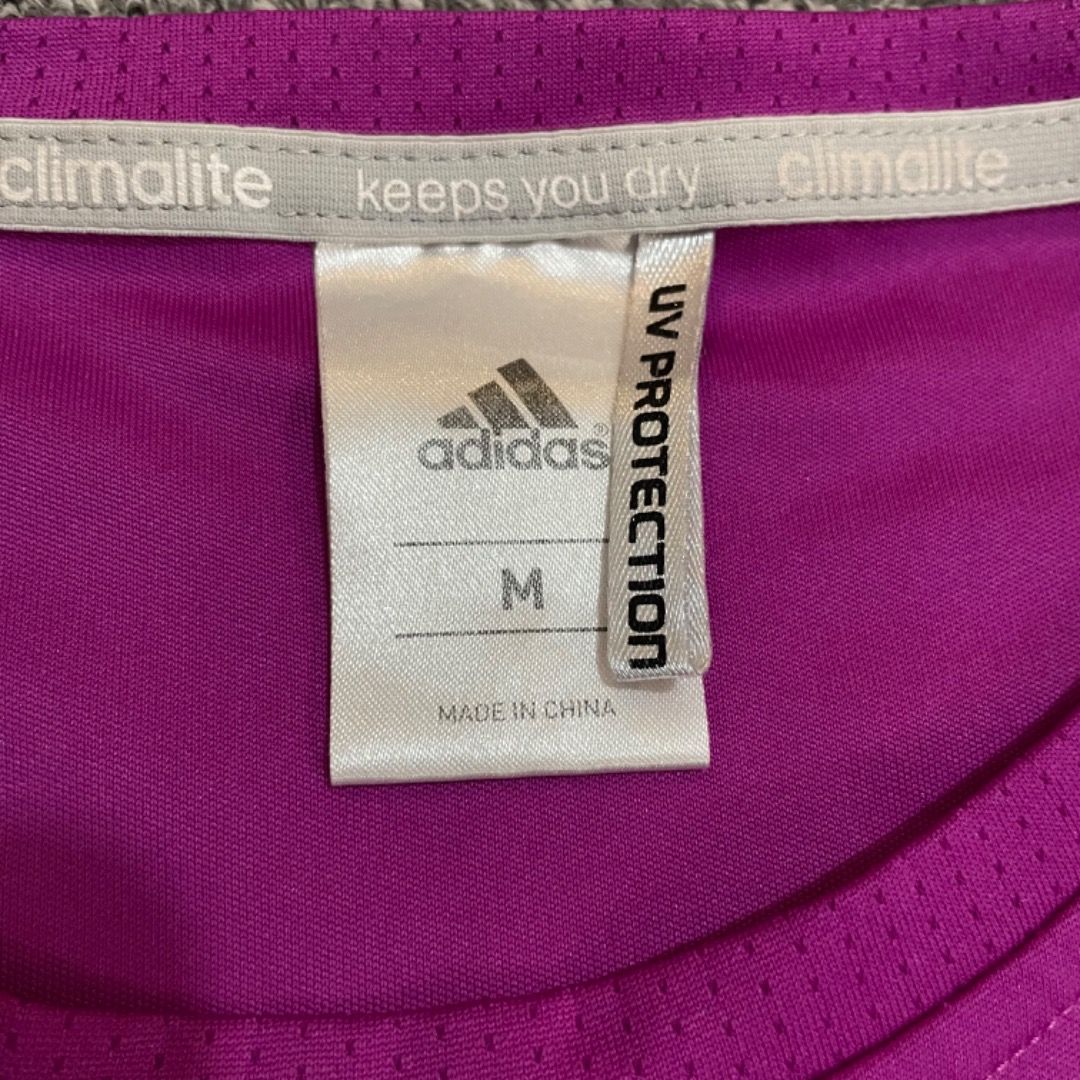 climalite keeps you dry climalite
adidas®
M
MADE IN CHINA
UV PROTECTION